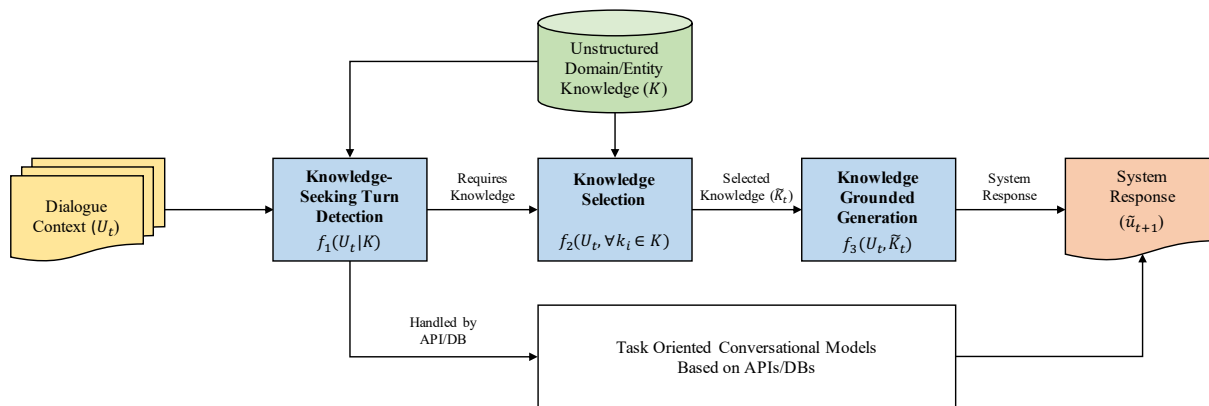 Unstructured
Domain/Entity
Knowledge (K)
Dialogue
Context (U_t)
Knowledge-
Seeking Turn
Detection
f_1(U_t|K)
Requires
Knowledge
Knowledge
Selection
f_2(U_t, ∀k_i ∈ K)
Selected
Knowledge (K̃_t)
Knowledge
Grounded
Generation
f_3(U_t, K̃_t)
System
Response
System
Response
(ũ_{t+1})
Handled by
API/DB
Task Oriented Conversational Models
Based on APIs/DBs